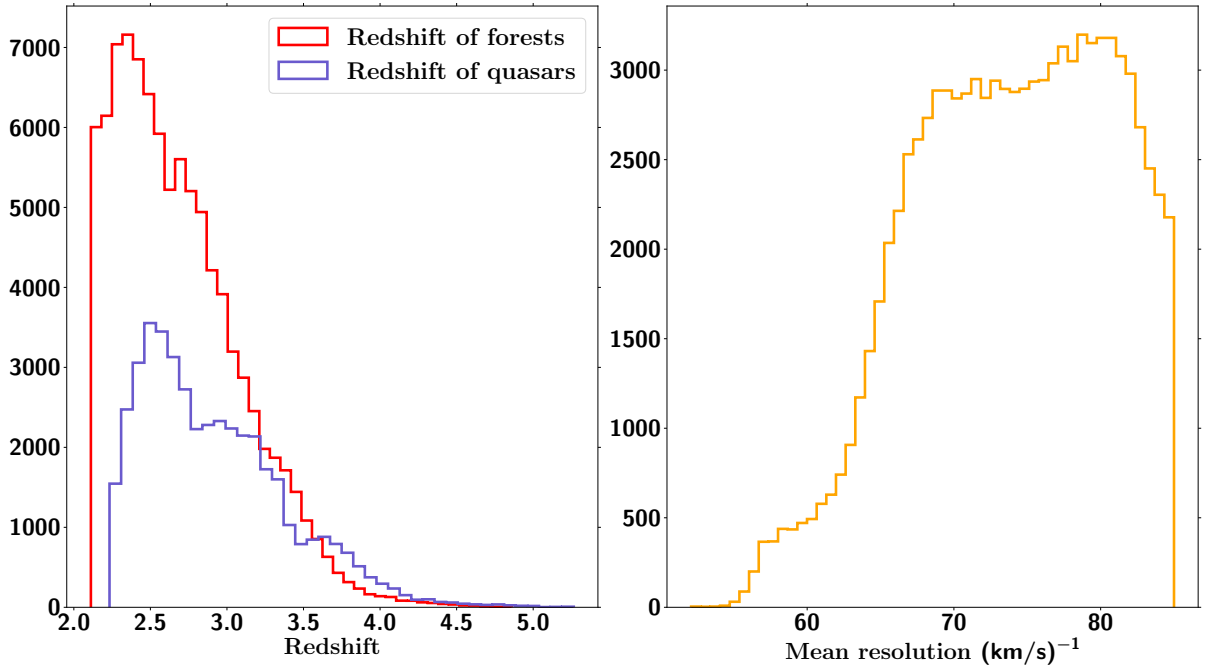 7000
6000
5000
4000
3000
2000
1000
0
2.0 2.5 3.0 3.5 4.0 4.5 5.0
Redshift
Redshift of forests
Redshift of quasars
3000
2500
2000
1500
1000
500
0
60 70 80
Mean resolution (km/s)⁻¹